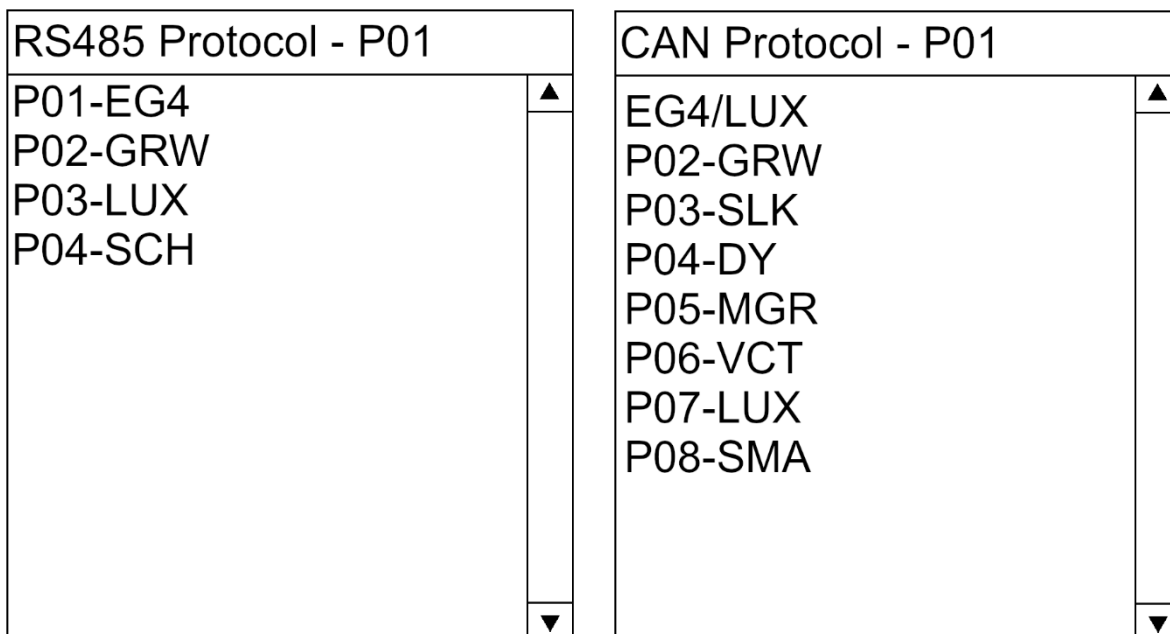 RS485 Protocol - P01
P01-EG4
P02-GRW
P03-LUX
P04-SCH
CAN Protocol - P01
EG4/LUX
P02-GRW
P03-SLK
P04-DY
P05-MGR
P06-VCT
P07-LUX
P08-SMA